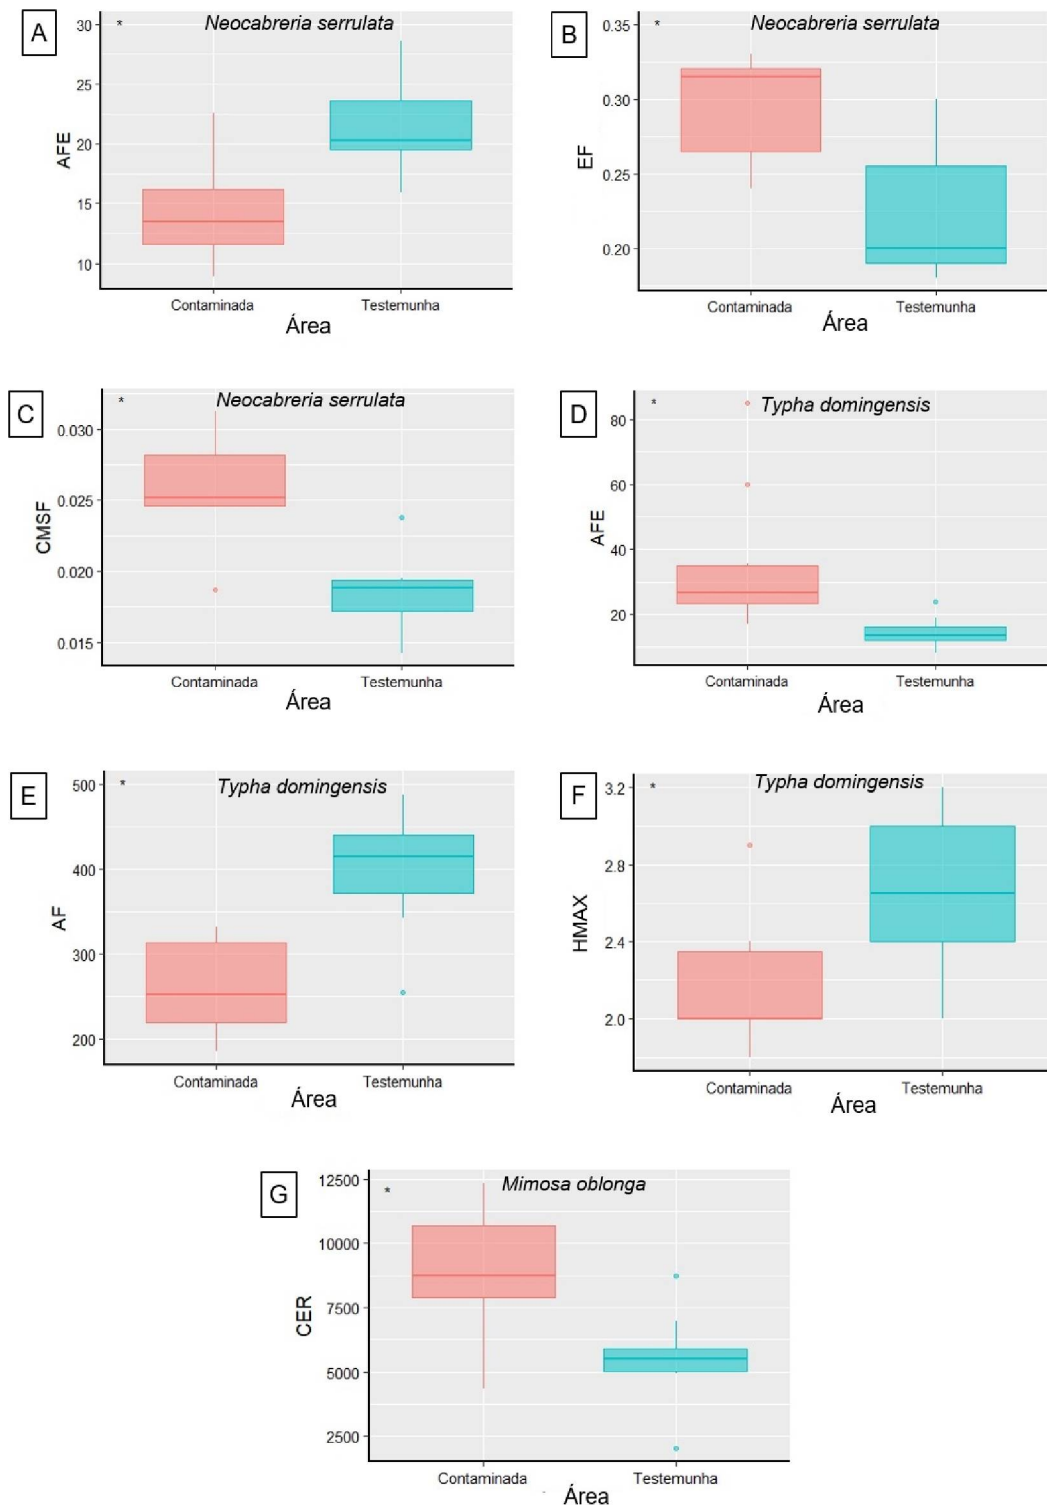 A
*
Neocabreria serrulata
30
25
20
15
10
AFE
Contaminada
Testemunha
Área
B
*
Neocabreria serrulata
0.35
0.30
0.25
0.20
EF
Contaminada
Testemunha
Área
C
*
Neocabreria serrulata
0.030
0.025
0.020
0.015
CMSF
Contaminada
Testemunha
Área
D
*
Typha domingensis
80
60
40
20
AFE
Contaminada
Testemunha
Área
E
*
Typha domingensis
500
400
300
200
AF
Contaminada
Testemunha
Área
F
*
Typha domingensis
3.2
2.8
2.4
2.0
HMAX
Contaminada
Testemunha
Área
G
*
Mimosa oblonga
12500
10000
7500
5000
2500
CER
Contaminada
Testemunha
Área